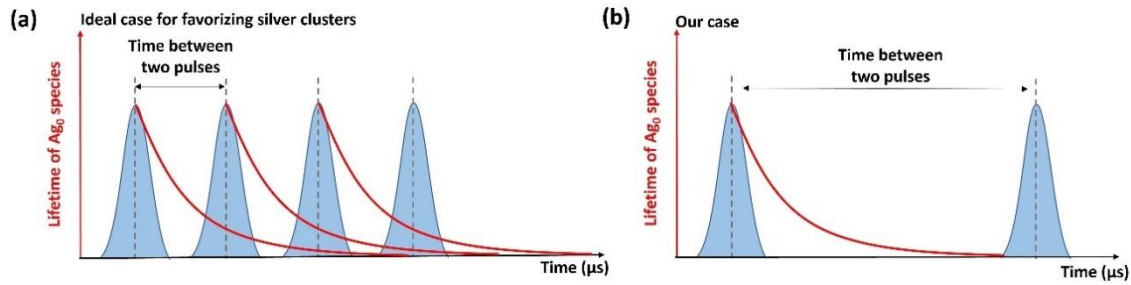 (a)
Ideal case for favorizing silver clusters
Time between
two pulses
Lifetime of Ag0 species
Time (μs)
(b)
Our case
Time between
two pulses
Lifetime of Ag0 species
Time (μs)